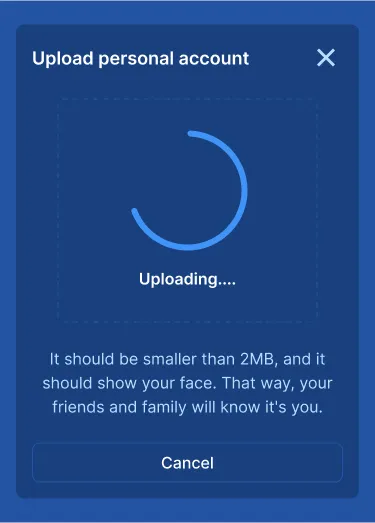 Upload personal account
Uploading....
It should be smaller than 2MB, and it
should show your face. That way, your
friends and family will know it's you.
Cancel